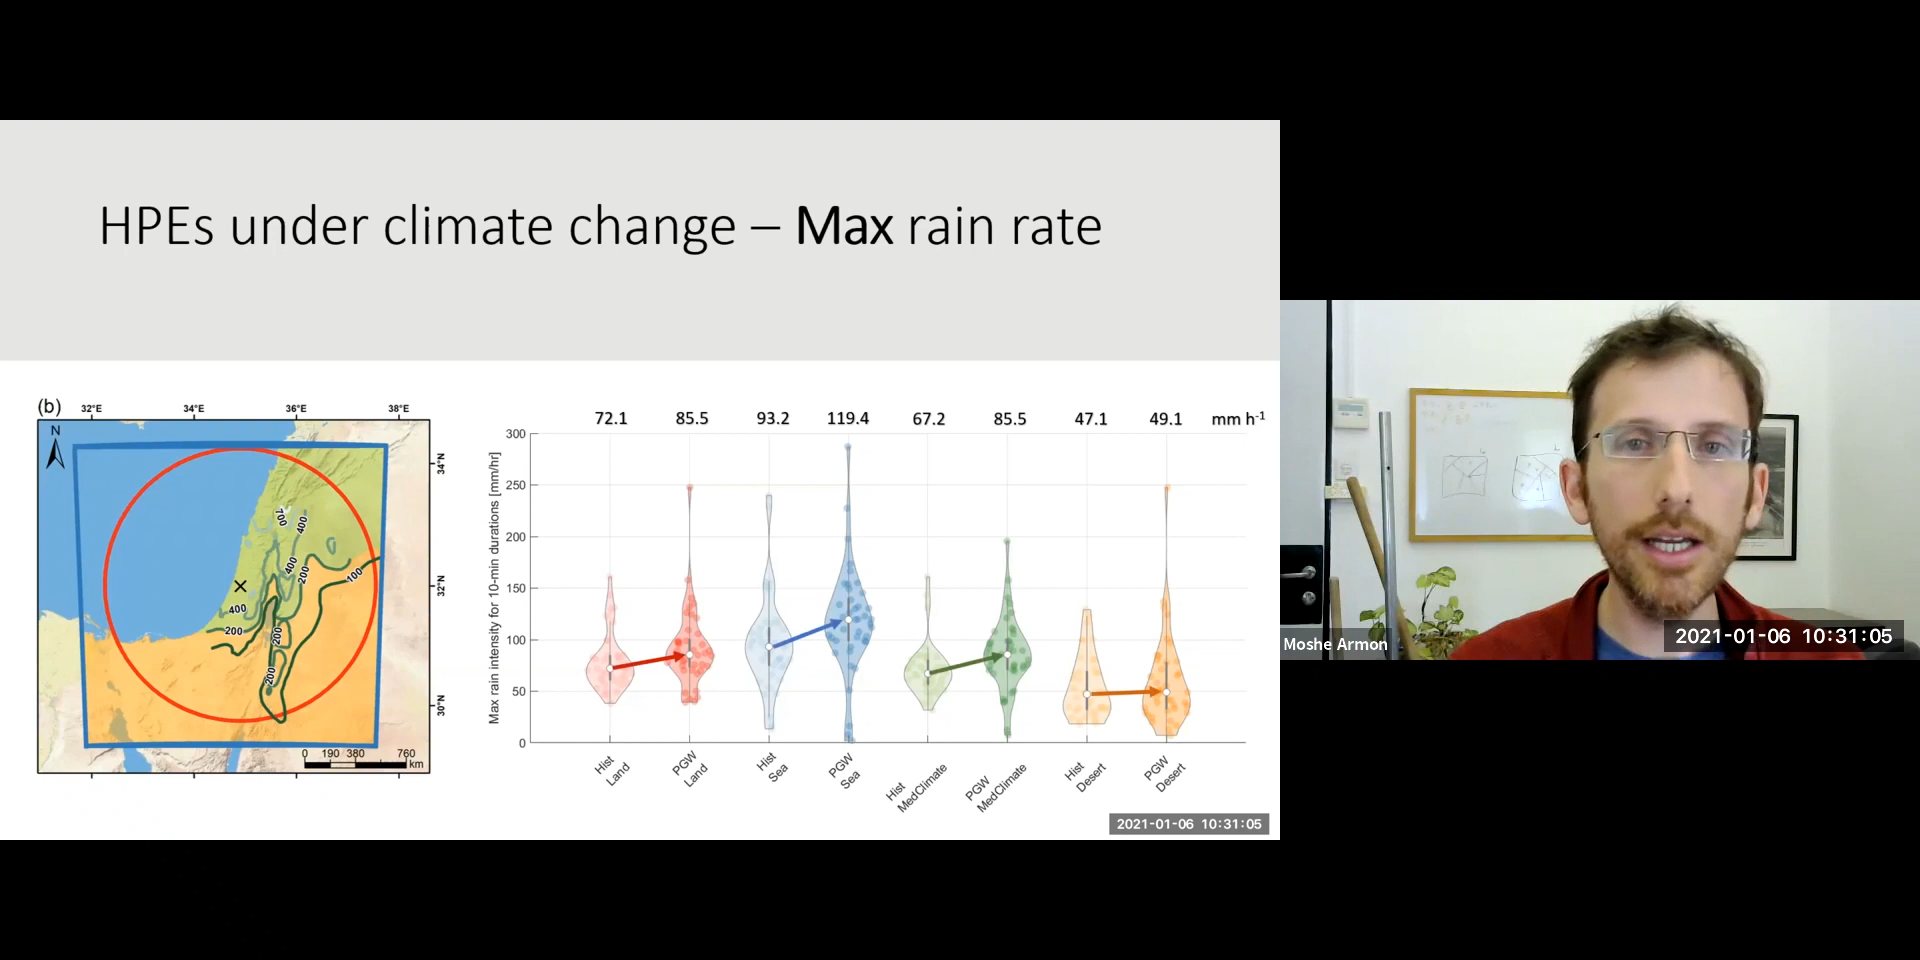 HPEs under climate change – Max rain rate
(b)
32°E 34°E 36°E 38°E
N
34°N
32°N
30°N
700
400
400
200
100
400
200
200
200
0 190 380 760
km
72.1 85.5 93.2 119.4 67.2 85.5 47.1 49.1 mm h-1
Max rain intensity for 10-min durations [mm/hr]
300
250
200
150
100
50
0
Hist
Land
PGW
Land
Hist
Sea
PGW
Sea
Hist
MedClimate
PGW
MedClimate
Hist
Desert
PGW
Desert
2021-01-06 10:31:05
Moshe Armon
2021-01-06 10:31:05